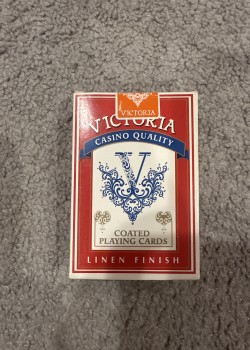 VICTORIA
VICTORIA
CASINO QUALITY
V
COATED
PLAYING CARDS
LINEN FINISH